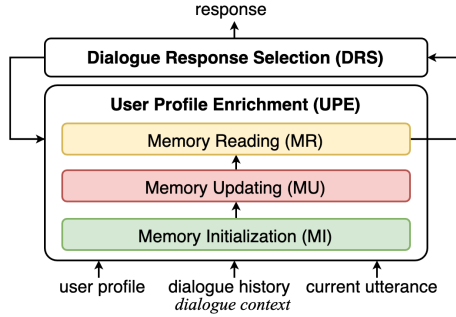 response
Dialogue Response Selection (DRS)
User Profile Enrichment (UPE)
Memory Reading (MR)
Memory Updating (MU)
Memory Initialization (MI)
user profile dialogue history current utterance
dialogue context